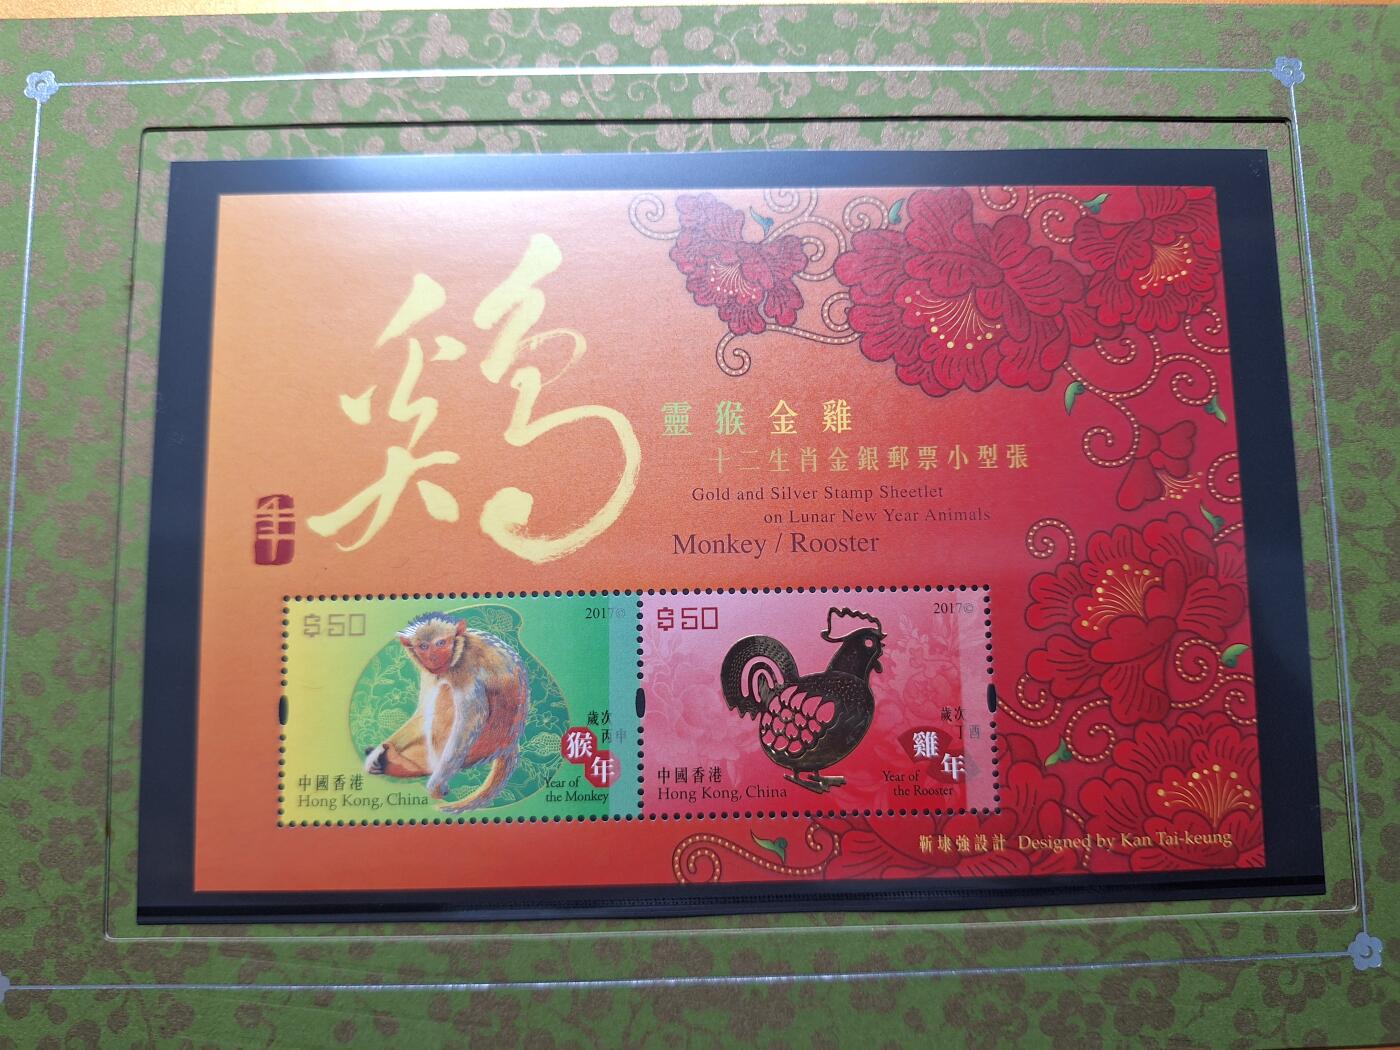 鷄
年
靈猴金雞
十二生肖金銀郵票小型張
Gold and Silver Stamp Sheetlet
on Lunar New Year Animals
Monkey / Rooster
$50
2017©
歲次
丙申
猴年
Year of
the Monkey
中國香港
Hong Kong, China
$50
2017©
歲次
丁酉
雞年
Year of
the Rooster
中國香港
Hong Kong, China
靳埭強設計 Designed by Kan Tai-keung